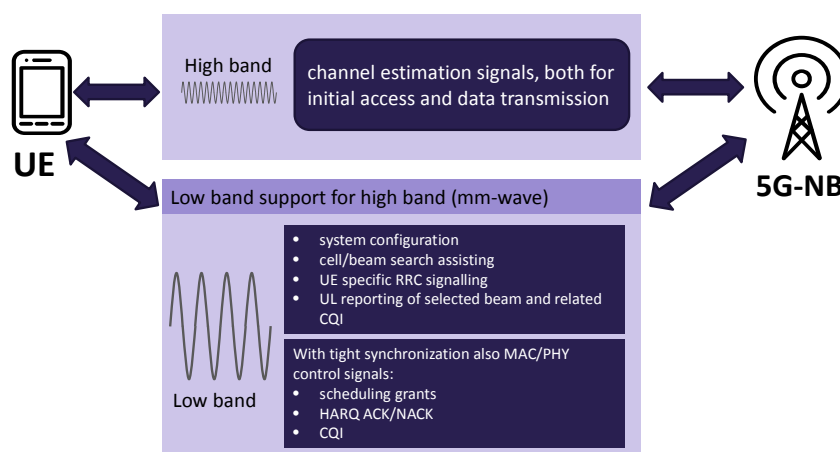 High band
channel estimation signals, both for
initial access and data transmission
UE
5G-NB
Low band support for high band (mm-wave)
• system configuration
• cell/beam search assisting
• UE specific RRC signalling
• UL reporting of selected beam and related
CQI
With tight synchronization also MAC/PHY
control signals:
• scheduling grants
• HARQ ACK/NACK
• CQI
Low band